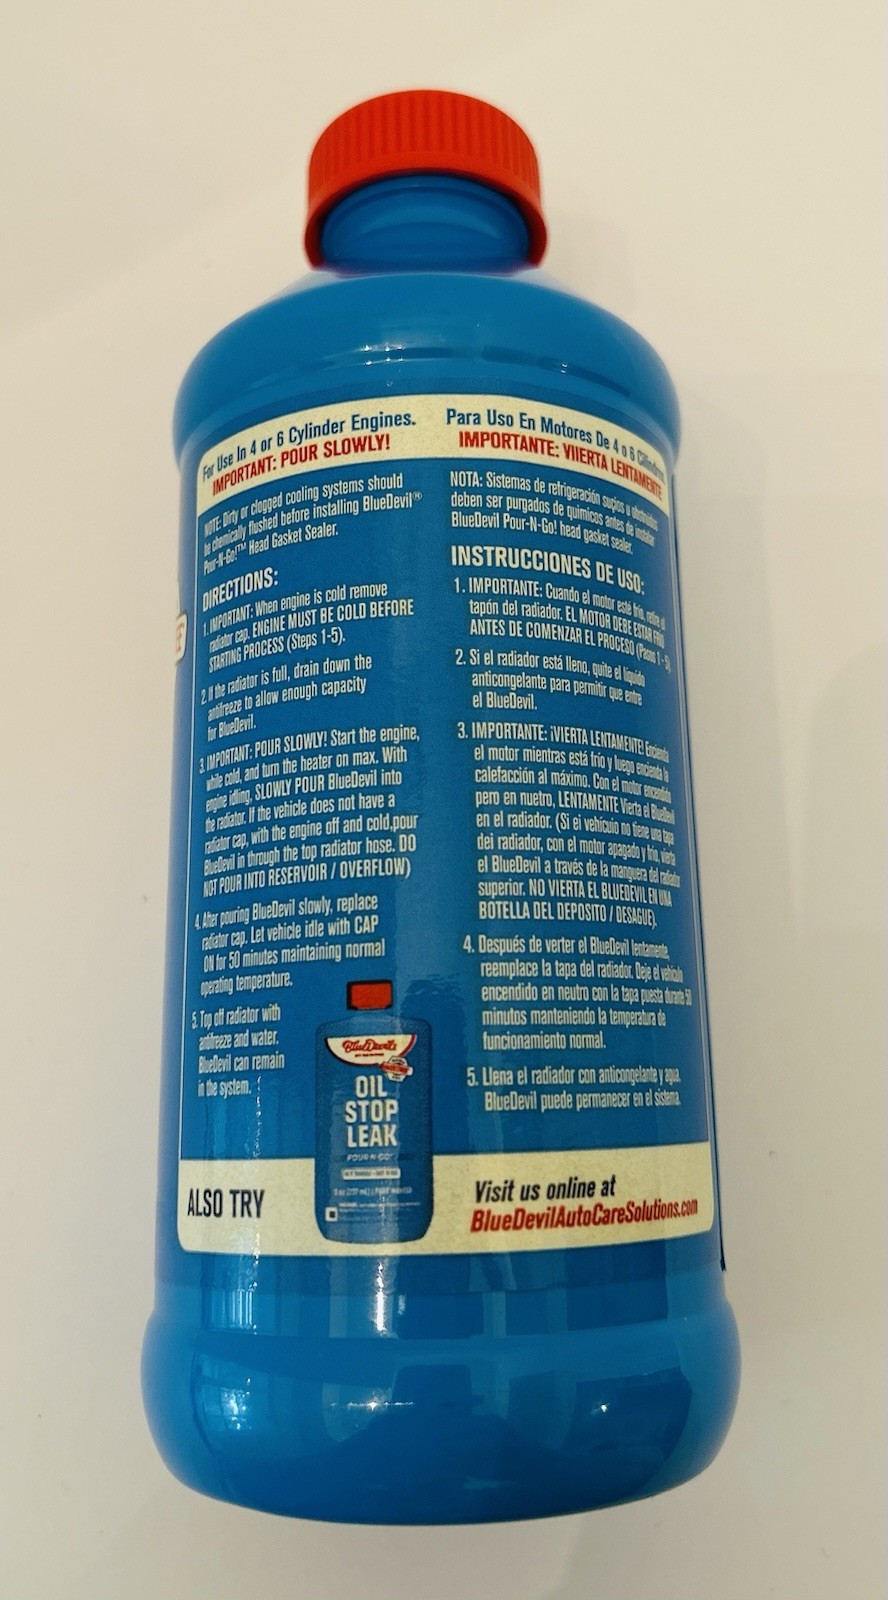 For Use In 4 or 6 Cylinder Engines.
IMPORTANT: POUR SLOWLY!
NOTE: Dirty or clogged cooling systems should
be chemically flushed before installing BlueDevil®
Pour-N-Go!™ Head Gasket Sealer.
DIRECTIONS:
1. IMPORTANT: When engine is cold remove
radiator cap. ENGINE MUST BE COLD BEFORE
STARTING PROCESS (Steps 1-5).
2. If the radiator is full, drain down the
antifreeze to allow enough capacity
for BlueDevil.
3. IMPORTANT: POUR SLOWLY! Start the engine,
while cold, and turn the heater on max. With
engine idling, SLOWLY POUR BlueDevil into
the radiator. If the vehicle does not have a
radiator cap, with the engine off and cold,pour
BlueDevil in through the top radiator hose. DO
NOT POUR INTO RESERVOIR / OVERFLOW)
4. After pouring BlueDevil slowly, replace
radiator cap. Let vehicle idle with CAP
ON for 50 minutes maintaining normal
operating temperature.
5. Top off radiator with
antifreeze and water.
BlueDevil can remain
in the system.
Para Uso En Motores De 4 o 6 Cilindros
IMPORTANTE: VIIERTA LENTAMENTE
NOTA: Sistemas de refrigeración sucios u obstruidos
deben ser purgados de quimicos antes de instalar
BlueDevil Pour-N-Go! head gasket sealer.
INSTRUCCIONES DE USO:
1. IMPORTANTE: Cuando el motor esté frio, retire el
tapón del radiador. EL MOTOR DEBE ESTAR FRIO
ANTES DE COMENZAR EL PROCESO (Pasos 1 - 5)
2. Si el radiador está lleno, quite el líquido
anticongelante para permitir que entre
el BlueDevil.
3. IMPORTANTE: ¡VIERTA LENTAMENTE! Encienda
el motor mientras está frío y luego encienda la
calefacción al máximo. Con el motor encendido
pero en nuetro, LENTAMENTE Vierta el BlueDevil
en el radiador. (Si el vehículo no tiene una tapa
del radiador, con el motor apagado y frío, vierta
el BlueDevil a través de la manguera del radiador
superior. NO VIERTA EL BLUEDEVIL EN UNA
BOTELLA DEL DEPOSITO / DESAGUE).
4. Después de verter el BlueDevil lentamente,
reemplace la tapa del radiador. Deje el vehículo
encendido en neutro con la tapa puesta durante 50
minutos manteniendo la temperatura de
funcionamiento normal.
5. Llena el radiador con anticongelante y agua.
BlueDevil puede permanecer en el sistema.
BlueDevil
OIL
STOP
LEAK
POUR-N-GO!
ALSO TRY
Visit us online at
BlueDevilAutoCareSolutions.com